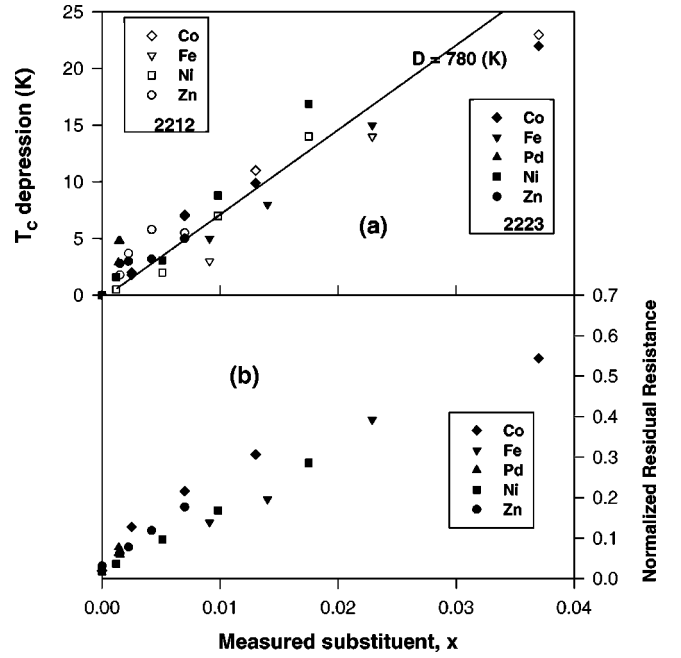 25
20
15
10
5
0
T_c depression (K)
Co
Fe
Ni
Zn
2212
D = 780 (K)
Co
Fe
Pd
Ni
Zn
2223
(a)
0.7
0.6
0.5
0.4
0.3
0.2
0.1
0.0
Normalized Residual Resistance
(b)
Co
Fe
Pd
Ni
Zn
0.00 0.01 0.02 0.03 0.04
Measured substituent, x